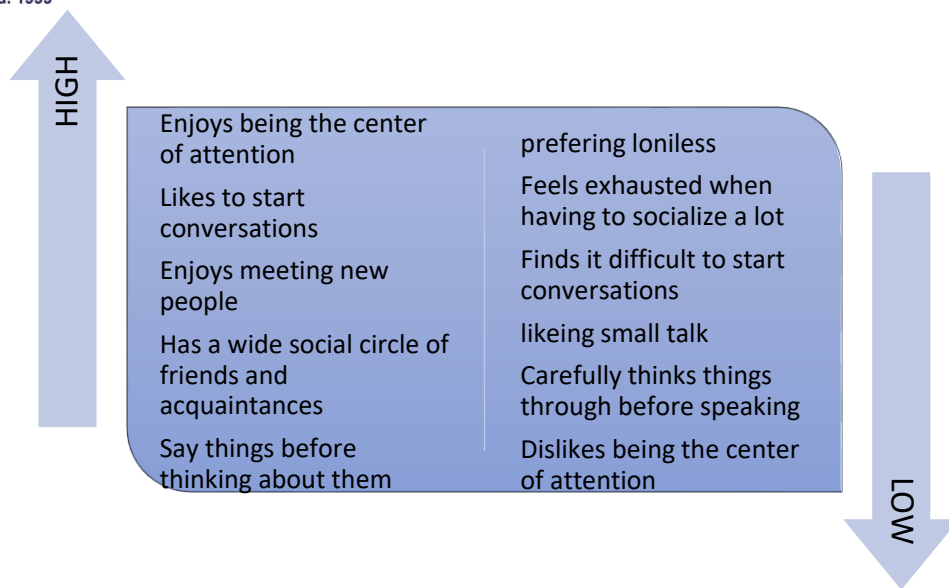 HIGH
Enjoys being the center
of attention
Likes to start
conversations
Enjoys meeting new
people
Has a wide social circle of
friends and
acquaintances
Say things before
thinking about them
prefering loniless
Feels exhausted when
having to socialize a lot
Finds it difficult to start
conversations
likeing small talk
Carefully thinks things
through before speaking
Dislikes being the center
of attention
LOW